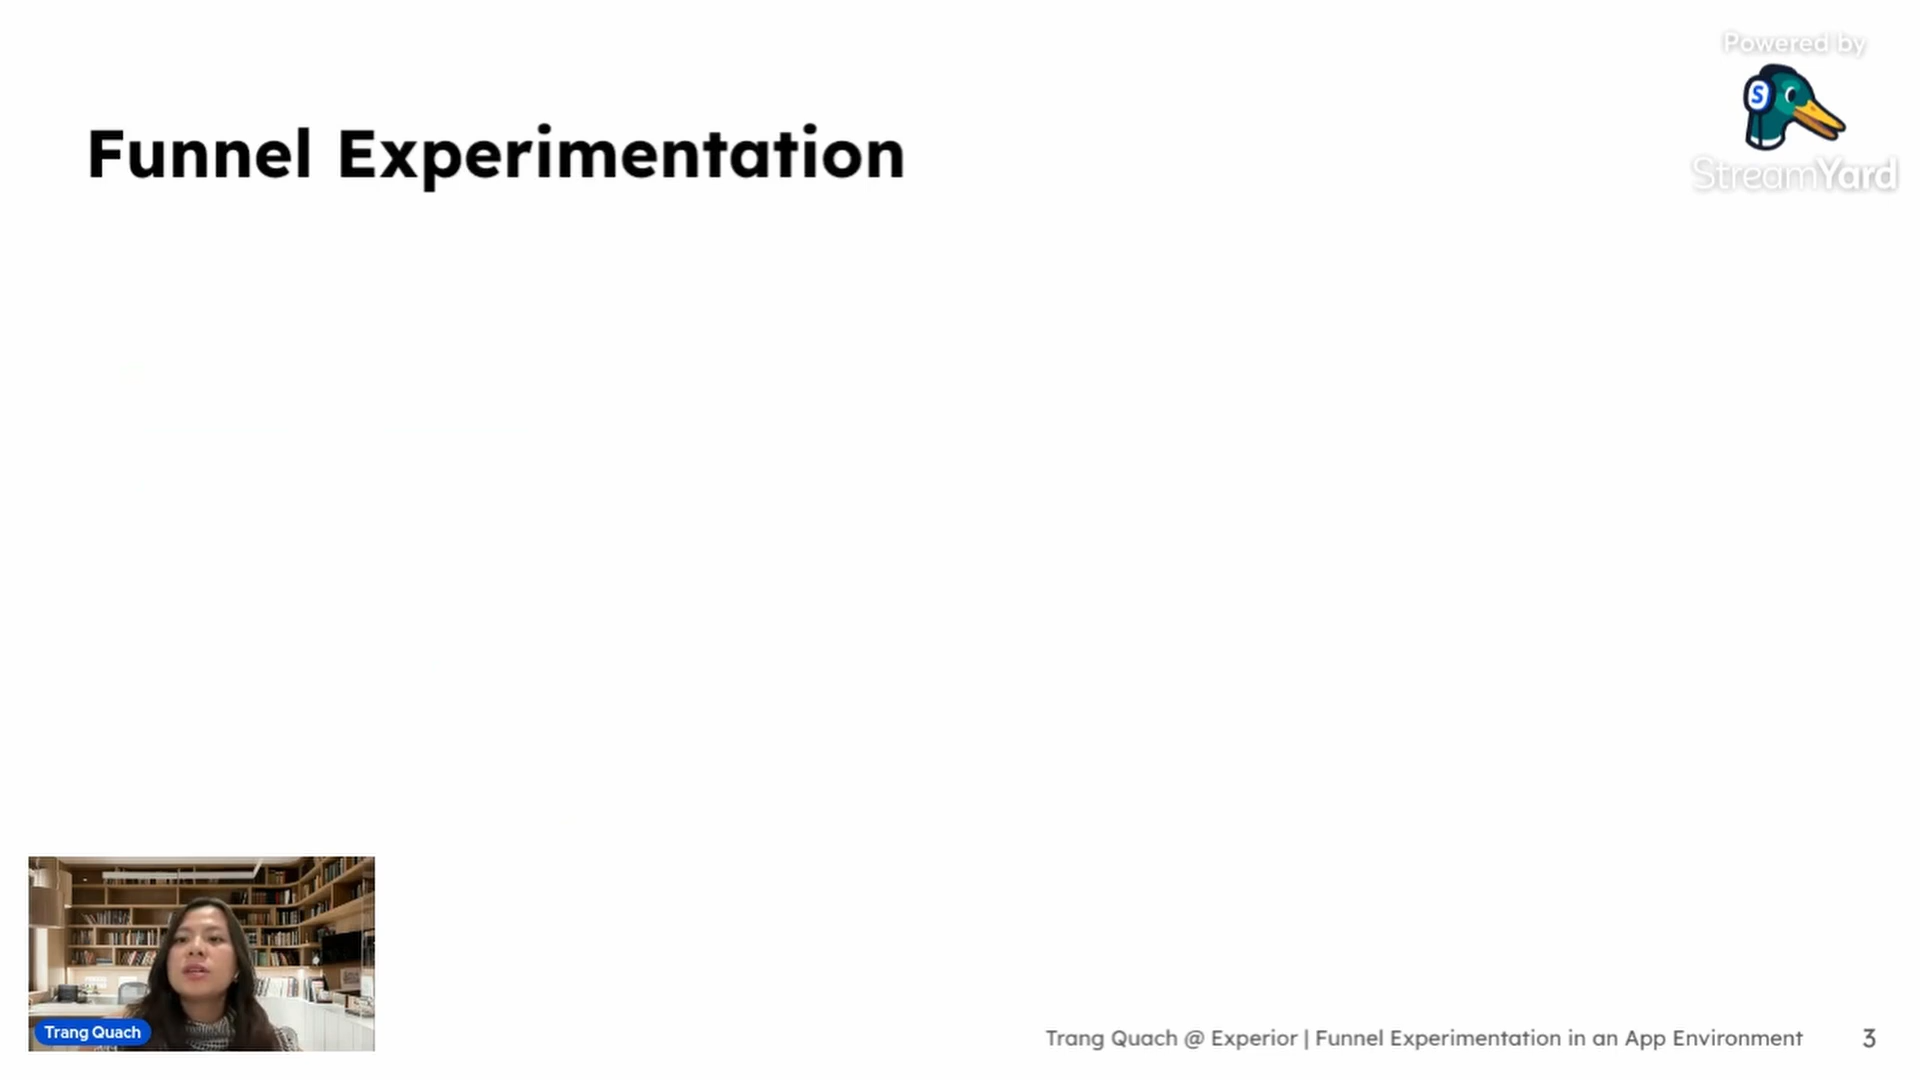 Powered by
S
StreamYard
Funnel Experimentation
Trang Quach
Trang Quach @ Experior | Funnel Experimentation in an App Environment
3